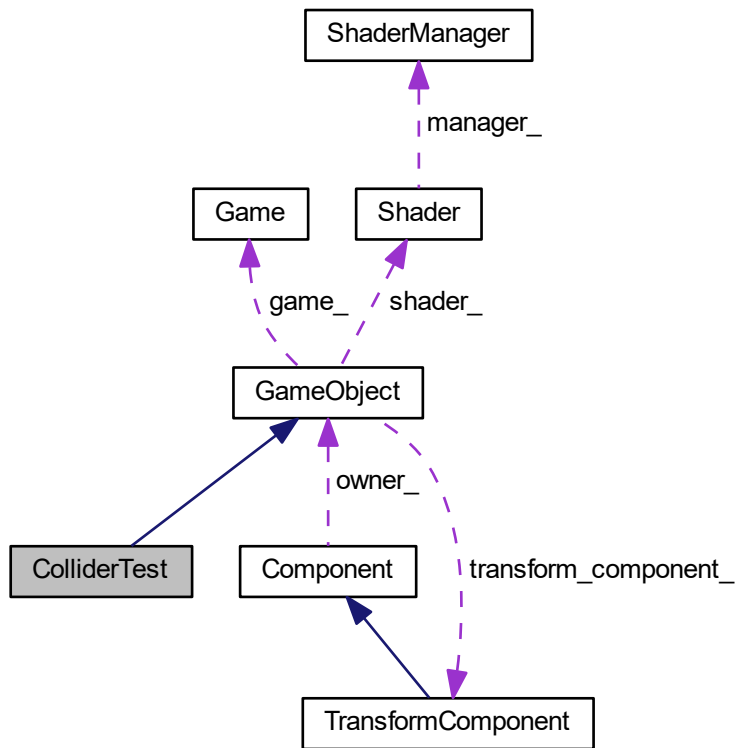 ShaderManager
manager_
Game
Shader
game_
shader_
GameObject
owner_
ColliderTest
Component
transform_component_
TransformComponent